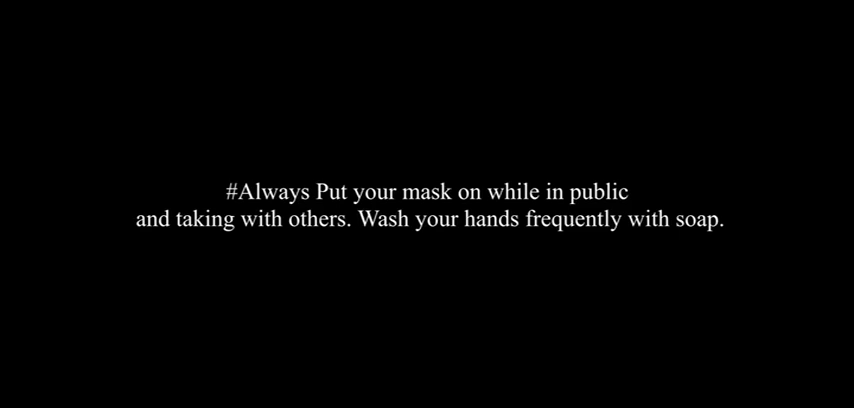 #Always Put your mask on while in public
and taking with others. Wash your hands frequently with soap.